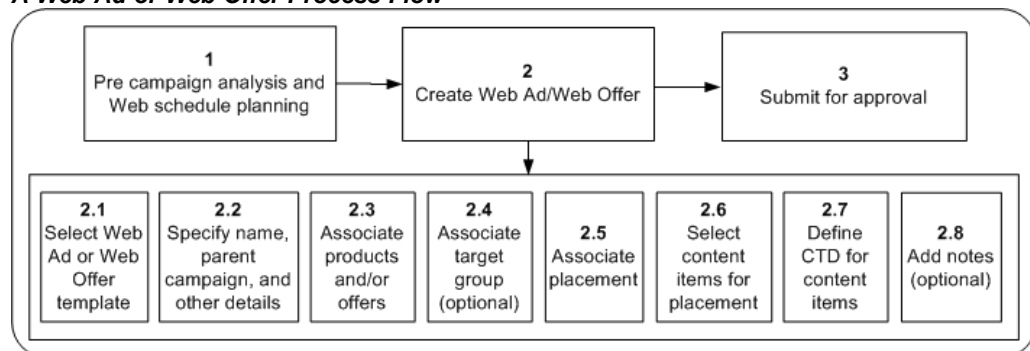 A Web Ad or Web Offer Process Flow
1
Pre campaign analysis and
Web schedule planning
2
Create Web Ad/Web Offer
3
Submit for approval
2.1
Select Web
Ad or Web
Offer
template
2.2
Specify name,
parent
campaign, and
other details
2.3
Associate
products
and/or
offers
2.4
Associate
target
group
(optional)
2.5
Associate
placement
2.6
Select
content
items for
placement
2.7
Define
CTD for
content
items
2.8
Add notes
(optional)